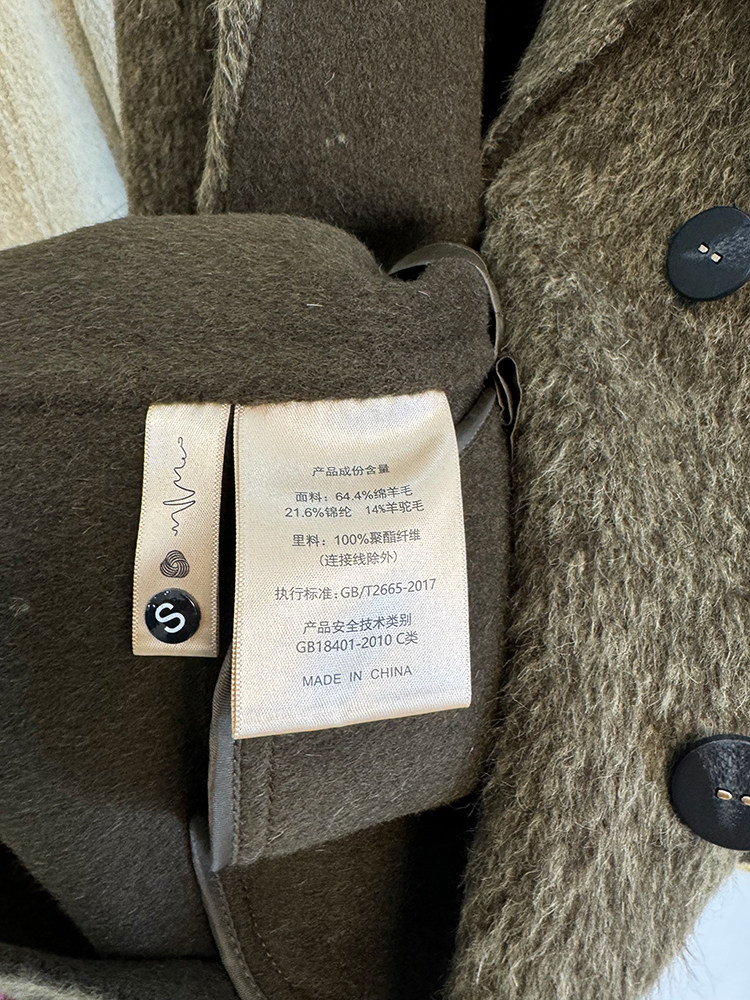 产品成份含量
面料：64.4%绵羊毛
21.6%锦纶 14%羊驼毛
里料：100%聚酯纤维
(连接线除外)
执行标准：GB/T2665-2017
产品安全技术类别
GB18401-2010 C类
MADE IN CHINA
S